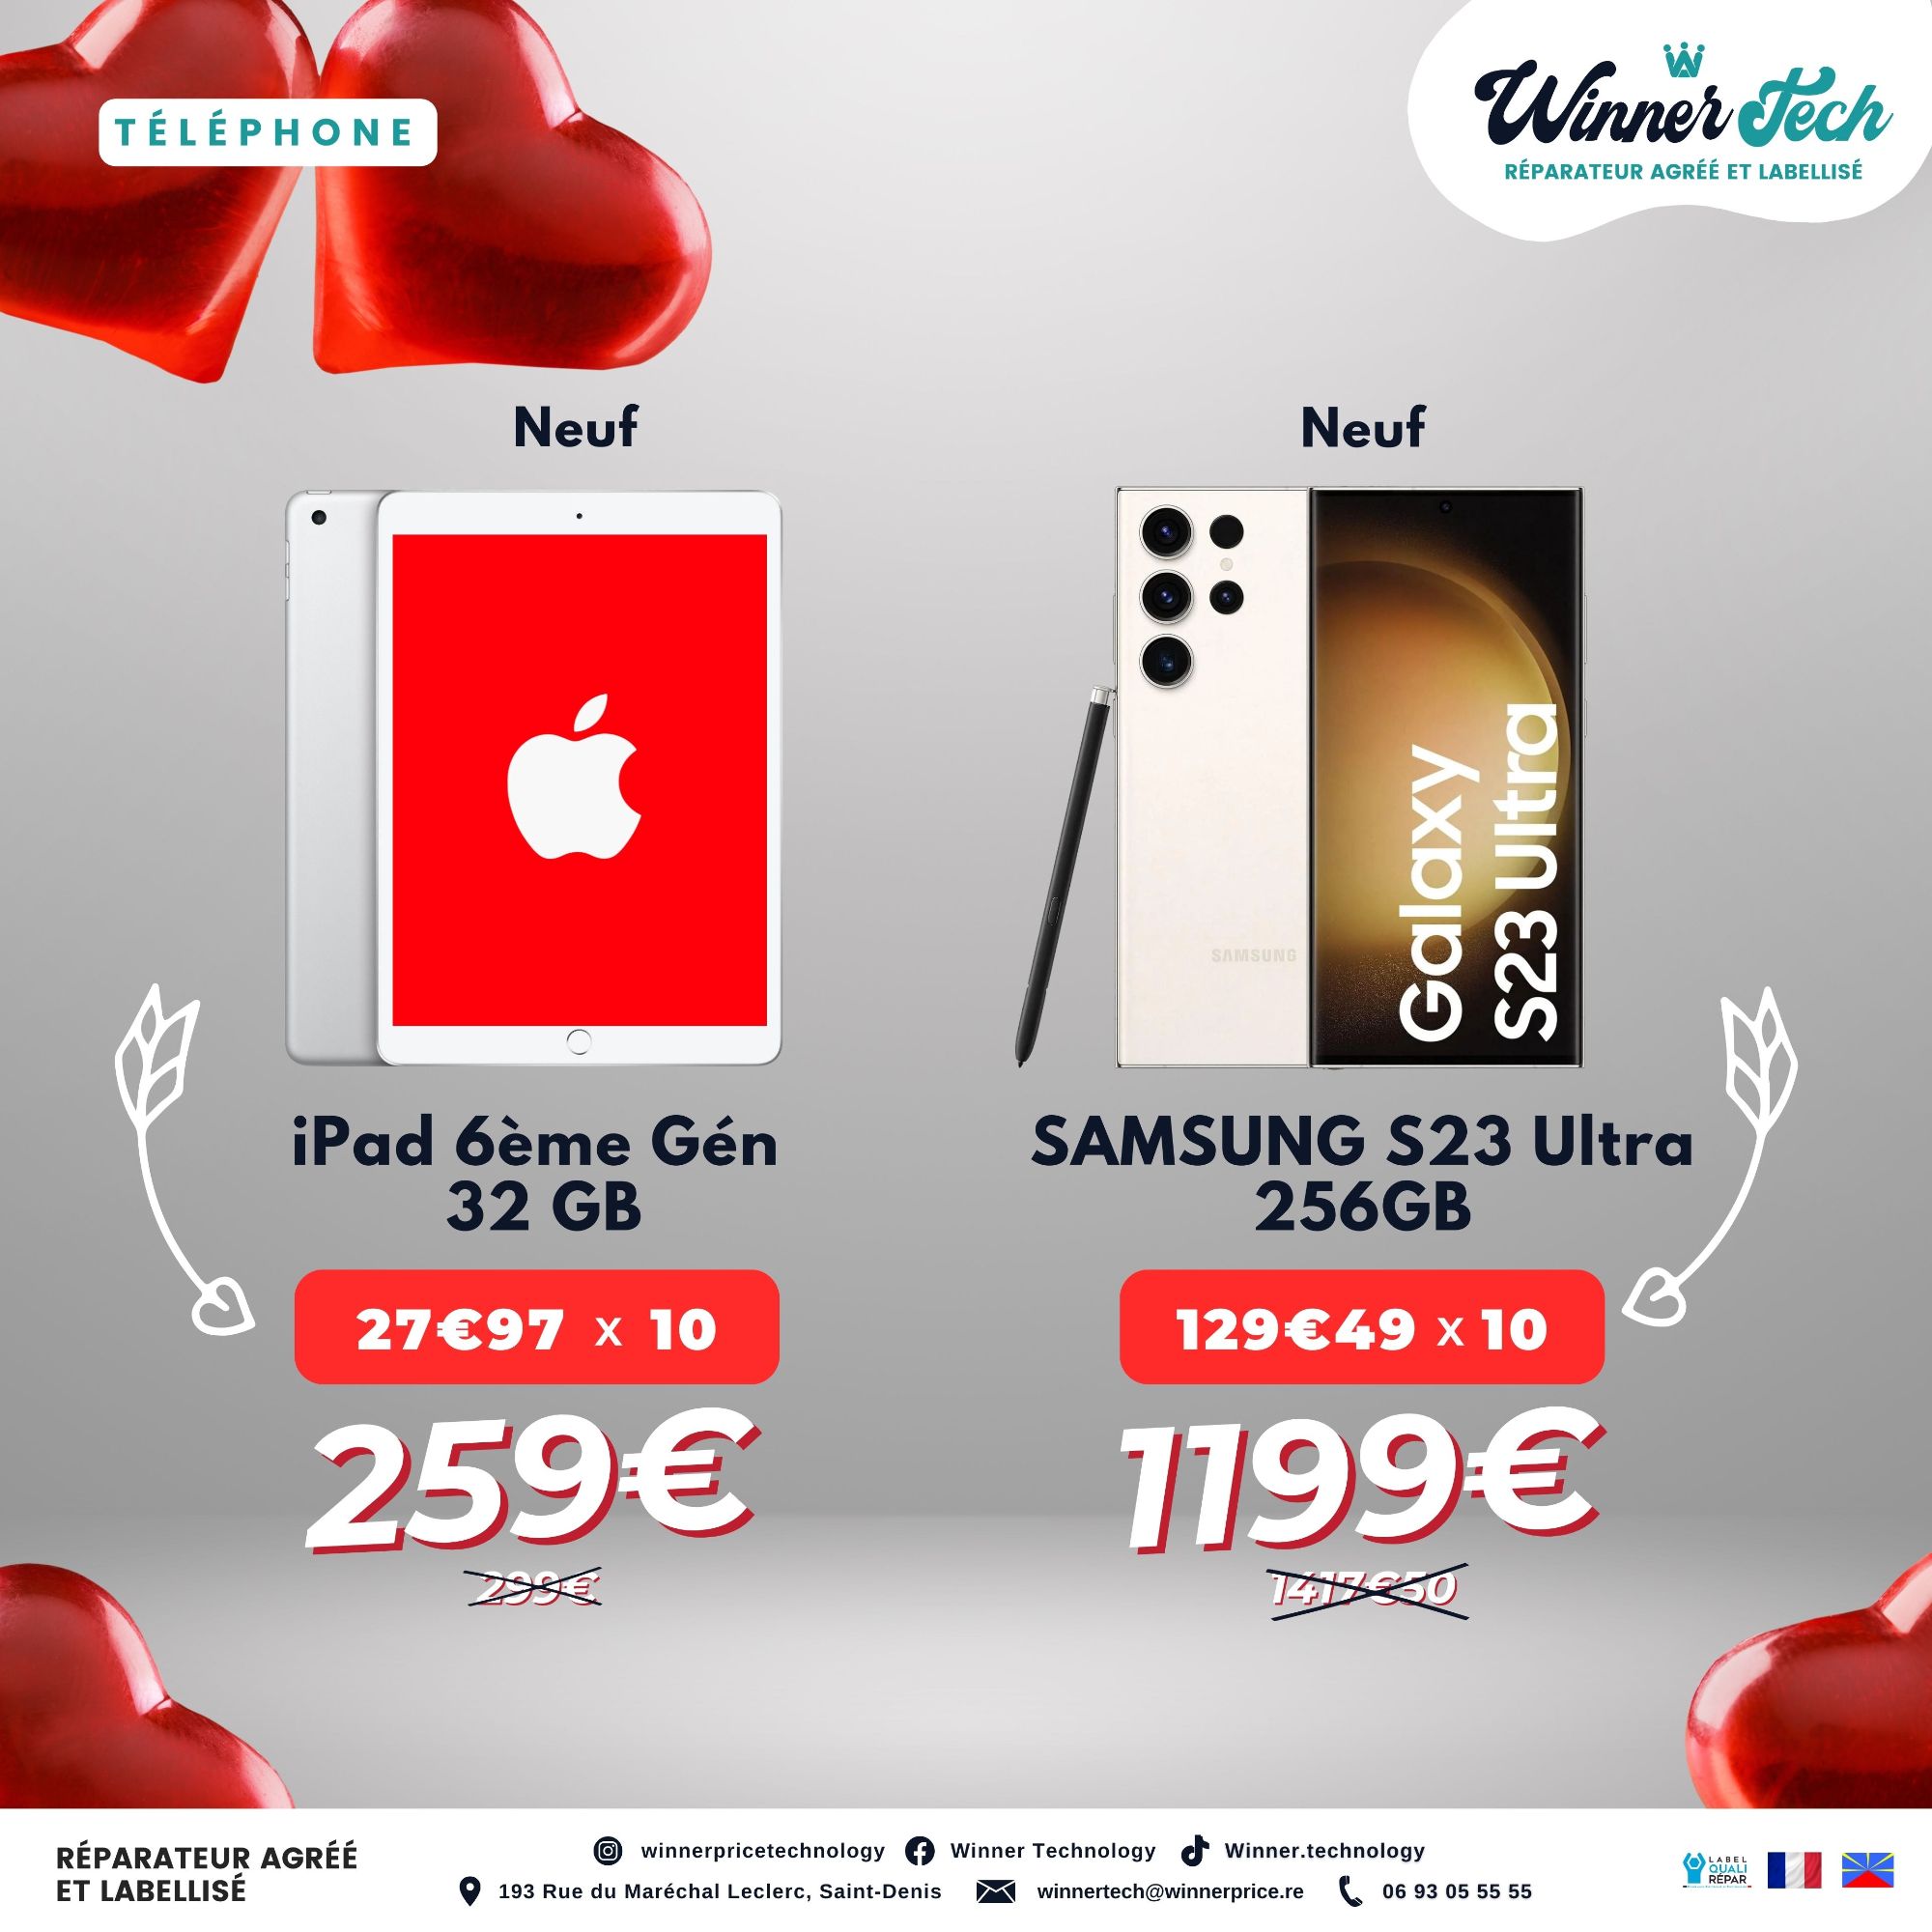 TÉLÉPHONE
Winner Tech
RÉPARATEUR AGRÉÉ ET LABELLISÉ
Neuf
iPad 6ème Gén
32 GB
27€97 x 10
259€
299€
Neuf
SAMSUNG
Galaxy
S23 Ultra
SAMSUNG S23 Ultra
256GB
129€49 x 10
1199€
1417€50
RÉPARATEUR AGRÉÉ
ET LABELLISÉ
winnerpricetechnology Winner Technology Winner.technology
193 Rue du Maréchal Leclerc, Saint-Denis winnertech@winnerprice.re 06 93 05 55 55
LABEL
QUALI
RÉPAR